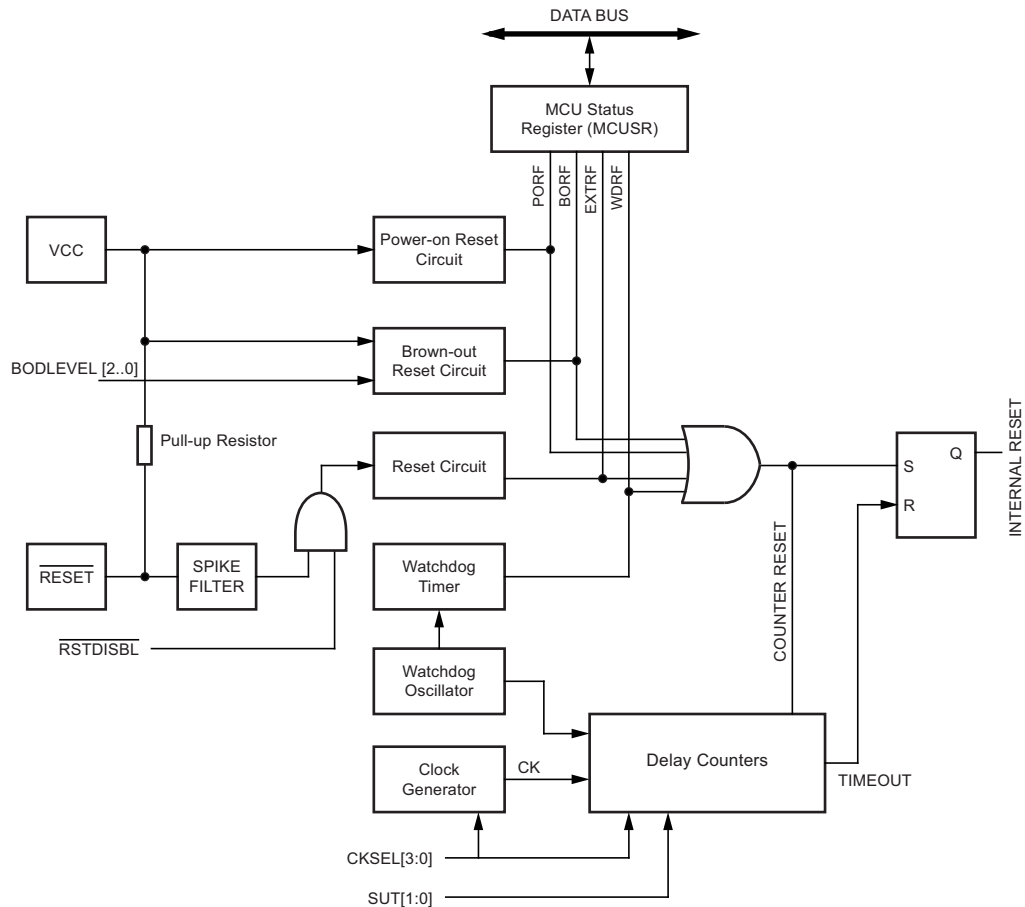 DATA BUS
MCU Status
Register (MCUSR)
PORF
BORF
EXTRF
WDRF
VCC
Power-on Reset
Circuit
BODLEVEL [2..0]
Brown-out
Reset Circuit
Pull-up Resistor
Reset Circuit
S
Q
R
INTERNAL RESET
RESET
SPIKE
FILTER
Watchdog
Timer
RSTDISBL
COUNTER RESET
Watchdog
Oscillator
Clock
Generator
CK
Delay Counters
TIMEOUT
CKSEL[3:0]
SUT[1:0]